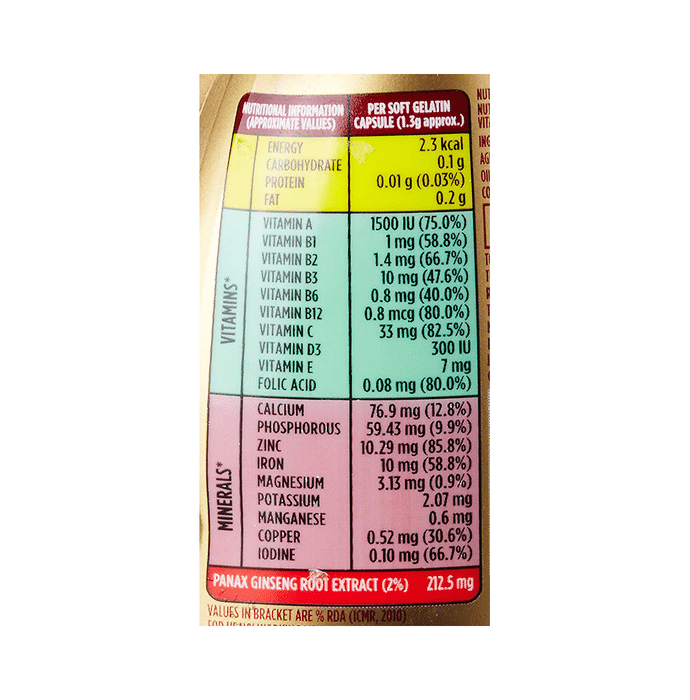 NUTRITIONAL INFORMATION (APPROXIMATE VALUES) PER SOFT GELATIN CAPSULE (1.3g approx.)
ENERGY 2.3 kcal
CARBOHYDRATE 0.1 g
PROTEIN 0.01 g (0.03%)
FAT 0.2 g
VITAMINS*
VITAMIN A 1500 IU (75.0%)
VITAMIN B1 1 mg (58.8%)
VITAMIN B2 1.4 mg (66.7%)
VITAMIN B3 10 mg (47.6%)
VITAMIN B6 0.8 mg (40.0%)
VITAMIN B12 0.8 mcg (80.0%)
VITAMIN C 33 mg (82.5%)
VITAMIN D3 300 IU
VITAMIN E 7 mg
FOLIC ACID 0.08 mg (80.0%)
MINERALS*
CALCIUM 76.9 mg (12.8%)
PHOSPHOROUS 59.43 mg (9.9%)
ZINC 10.29 mg (85.8%)
IRON 10 mg (58.8%)
MAGNESIUM 3.13 mg (0.9%)
POTASSIUM 2.07 mg
MANGANESE 0.6 mg
COPPER 0.52 mg (30.6%)
IODINE 0.10 mg (66.7%)
PANAX GINSENG ROOT EXTRACT (2%) 212.5 mg
VALUES IN BRACKET ARE % RDA (ICMR, 2010)